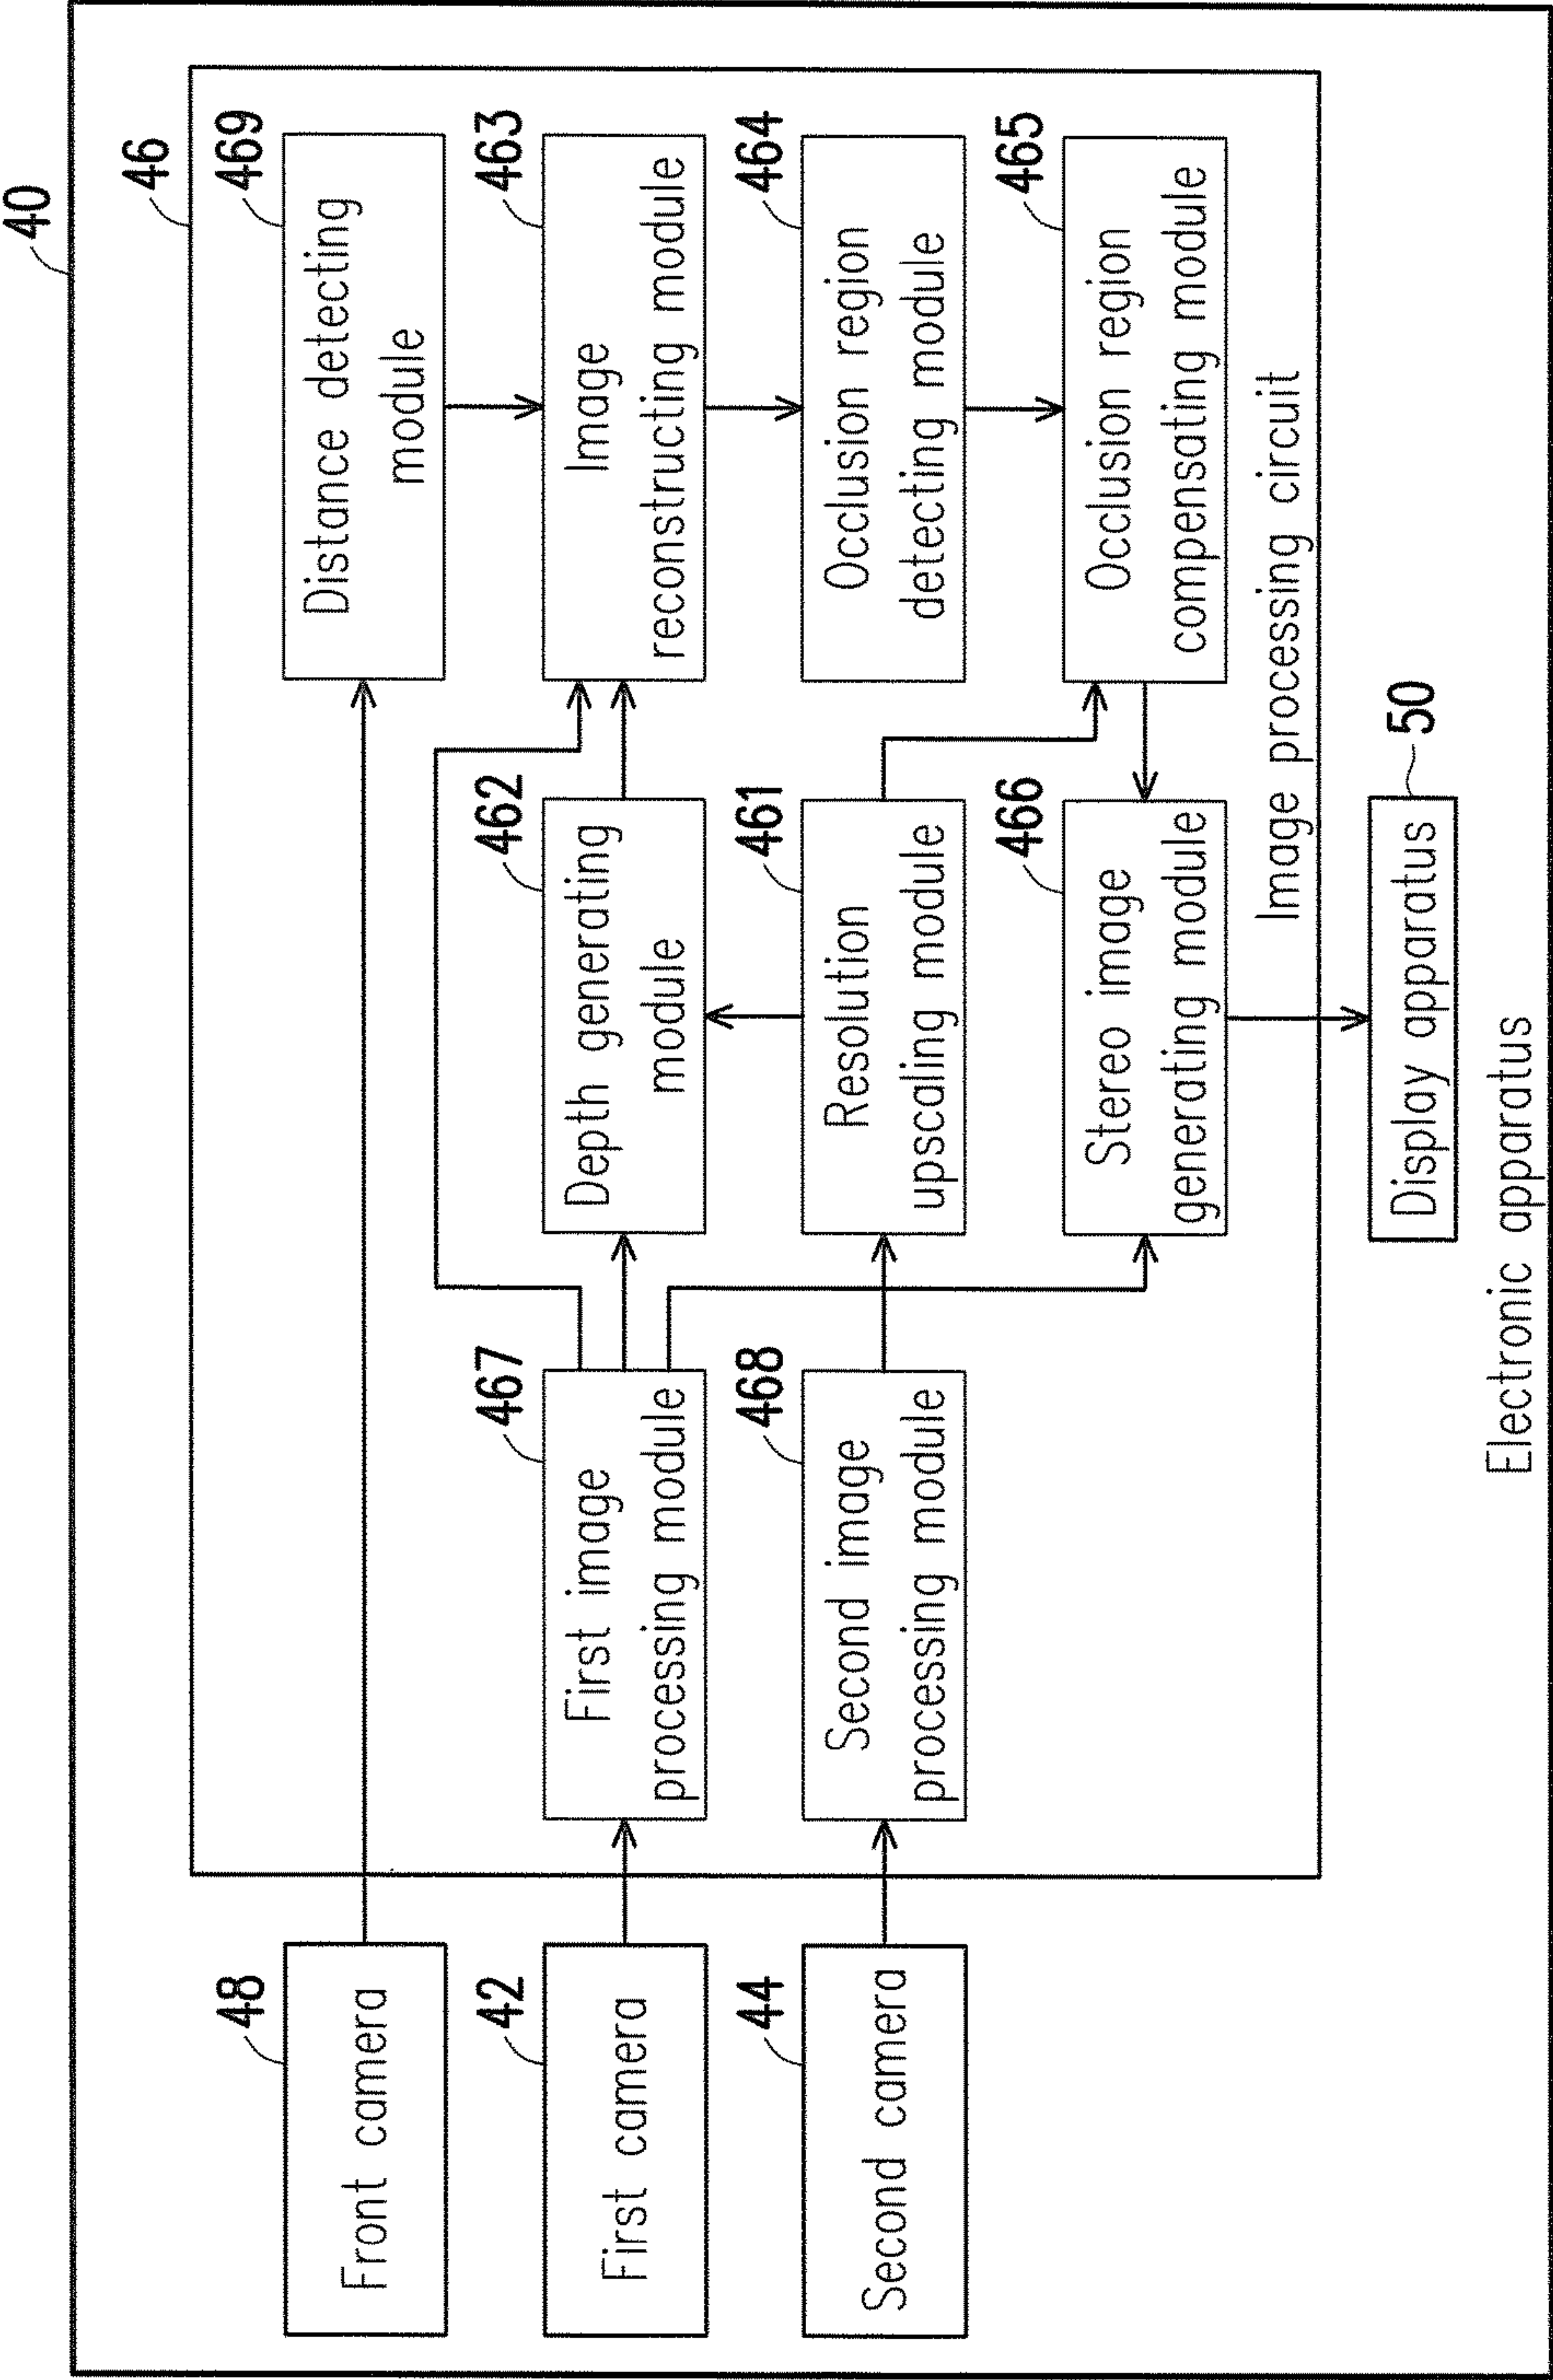 40
46
48
Front camera
469
Distance detecting
module
42
First camera
467
First image
processing module
462
Depth generating
module
463
Image
reconstructing module
44
Second camera
468
Second image
processing module
461
Resolution
upscaling module
464
Occlusion region
detecting module
466
Stereo image
generating module
465
Occlusion region
compensating module
Image processing circuit
50
Display apparatus
Electronic apparatus